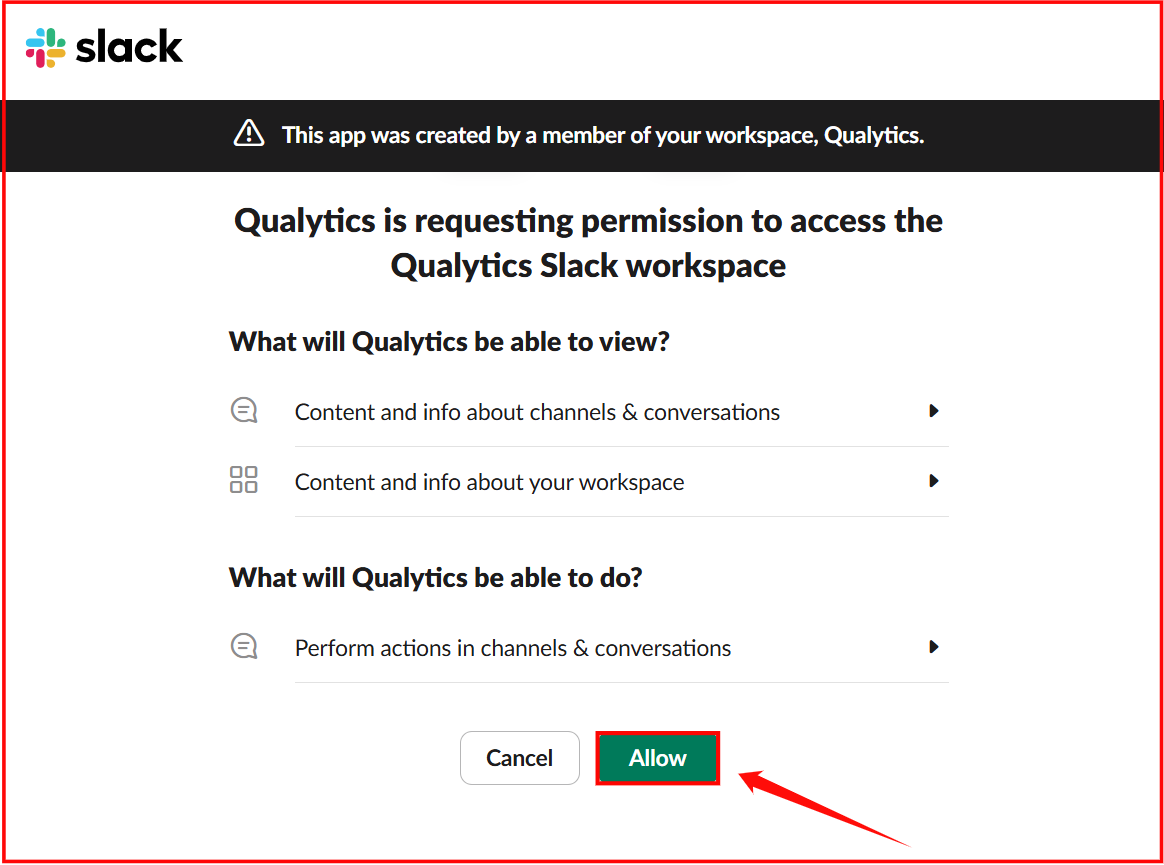 slack
This app was created by a member of your workspace, Qualytics.
Qualytics is requesting permission to access the
Qualytics Slack workspace
What will Qualytics be able to view?
Content and info about channels & conversations
Content and info about your workspace
What will Qualytics be able to do?
Perform actions in channels & conversations
Cancel
Allow